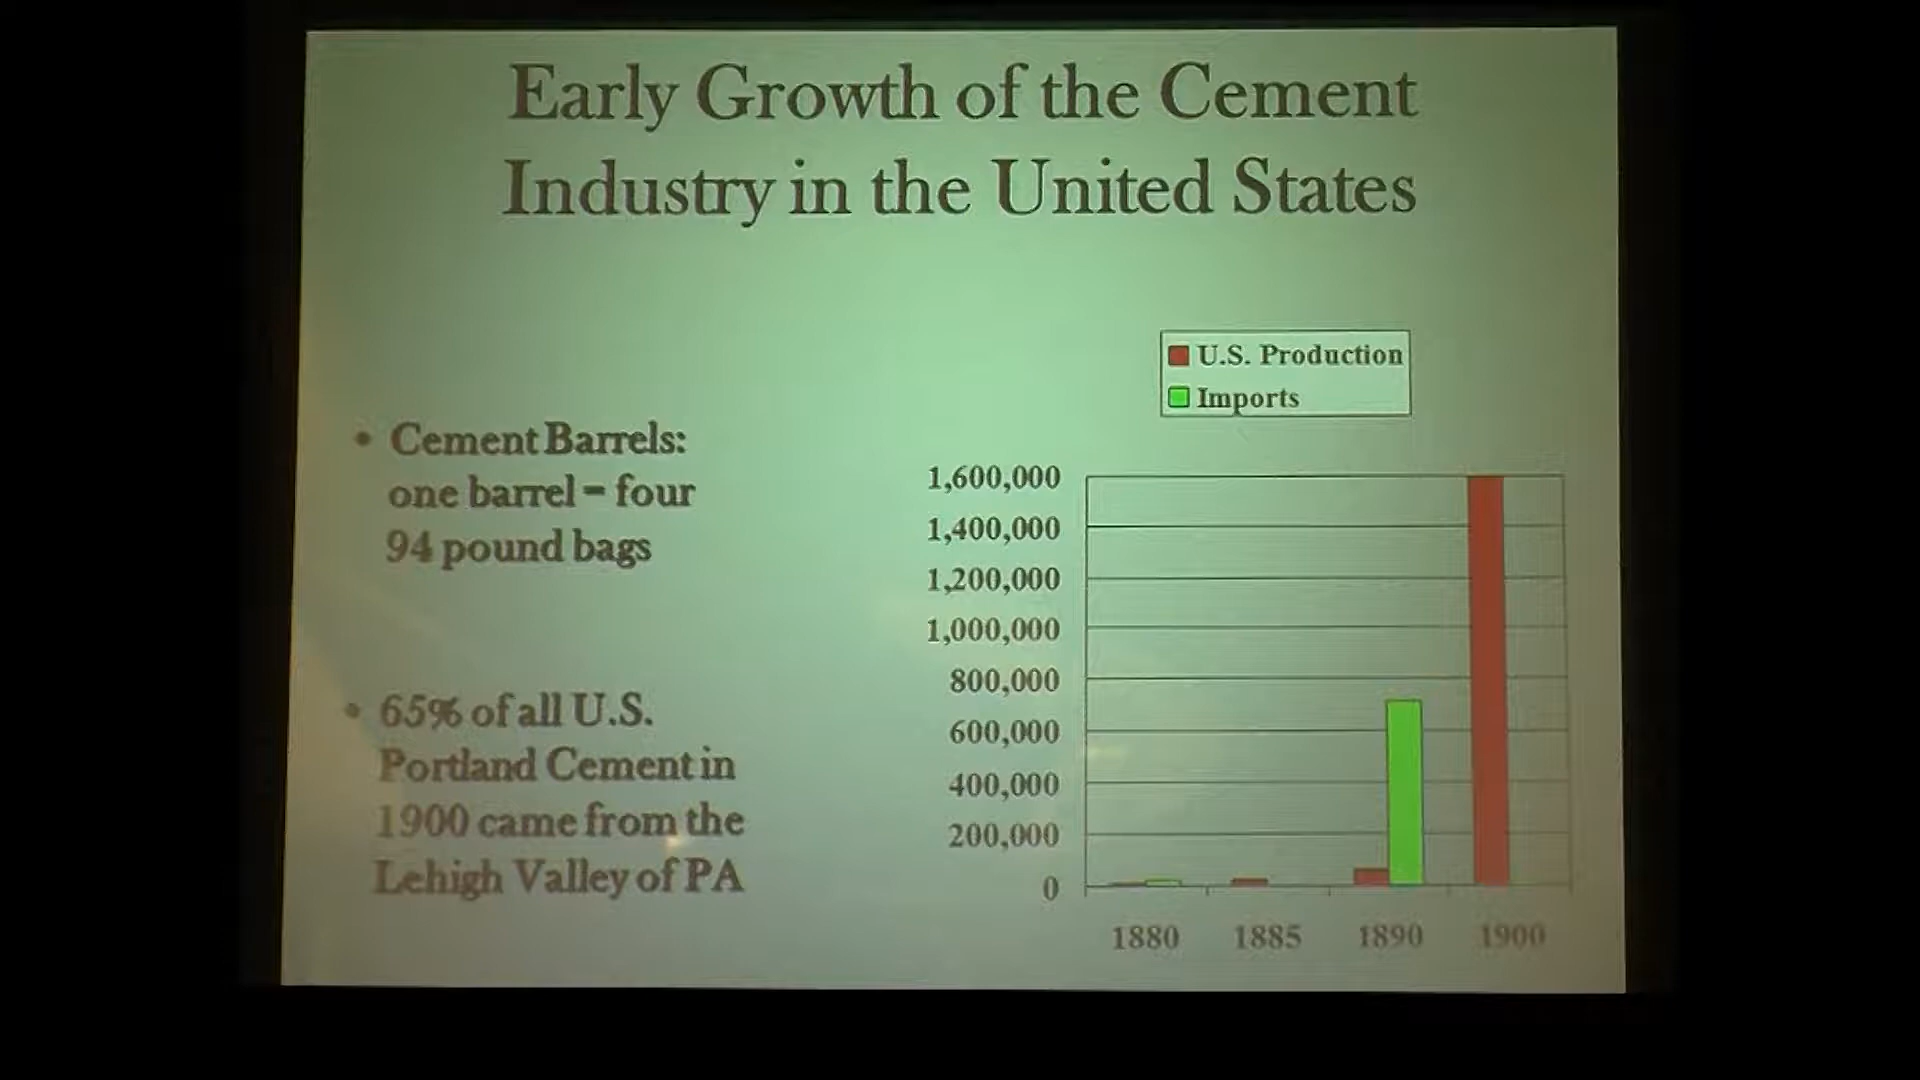 Early Growth of the Cement
Industry in the United States
U.S. Production
Imports
• Cement Barrels:
one barrel = four
94 pound bags
• 65% of all U.S.
Portland Cement in
1900 came from the
Lehigh Valley of PA
1,600,000
1,400,000
1,200,000
1,000,000
800,000
600,000
400,000
200,000
0
1880 1885 1890 1900